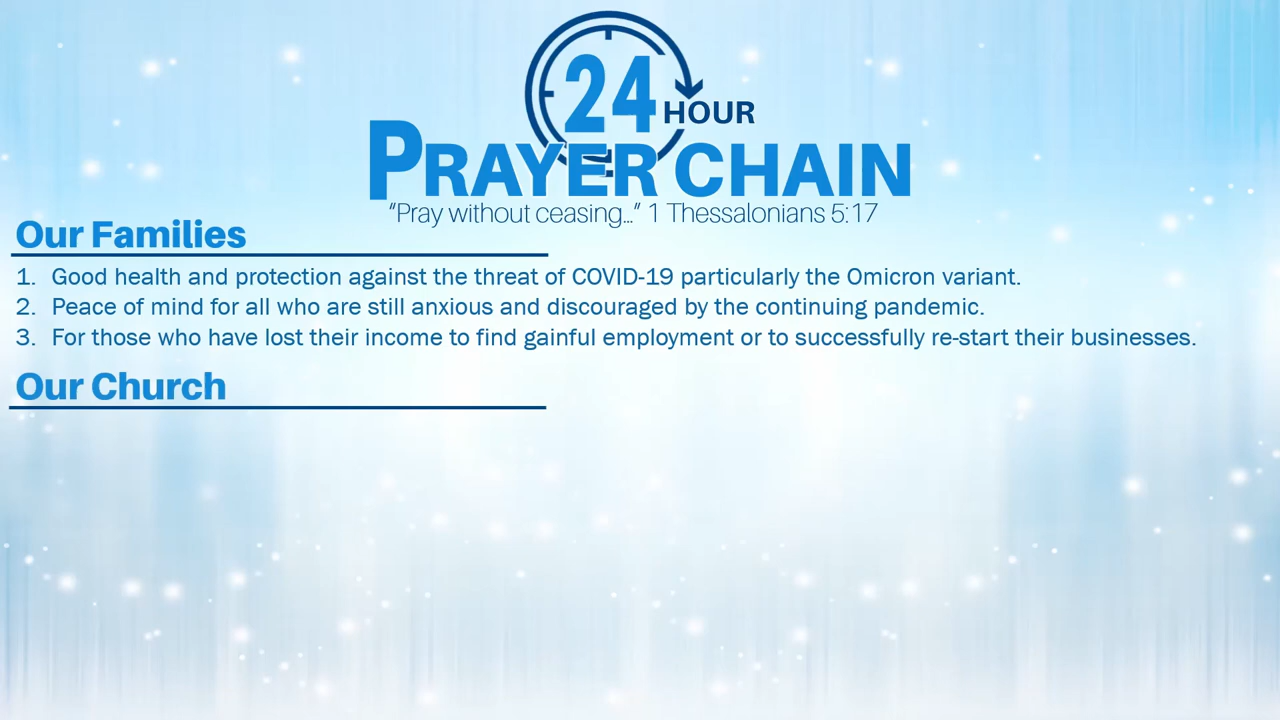 24 HOUR
PRAYER CHAIN
“Pray without ceasing...” 1 Thessalonians 5:17
Our Families
1. Good health and protection against the threat of COVID-19 particularly the Omicron variant.
2. Peace of mind for all who are still anxious and discouraged by the continuing pandemic.
3. For those who have lost their income to find gainful employment or to successfully re-start their businesses.
Our Church